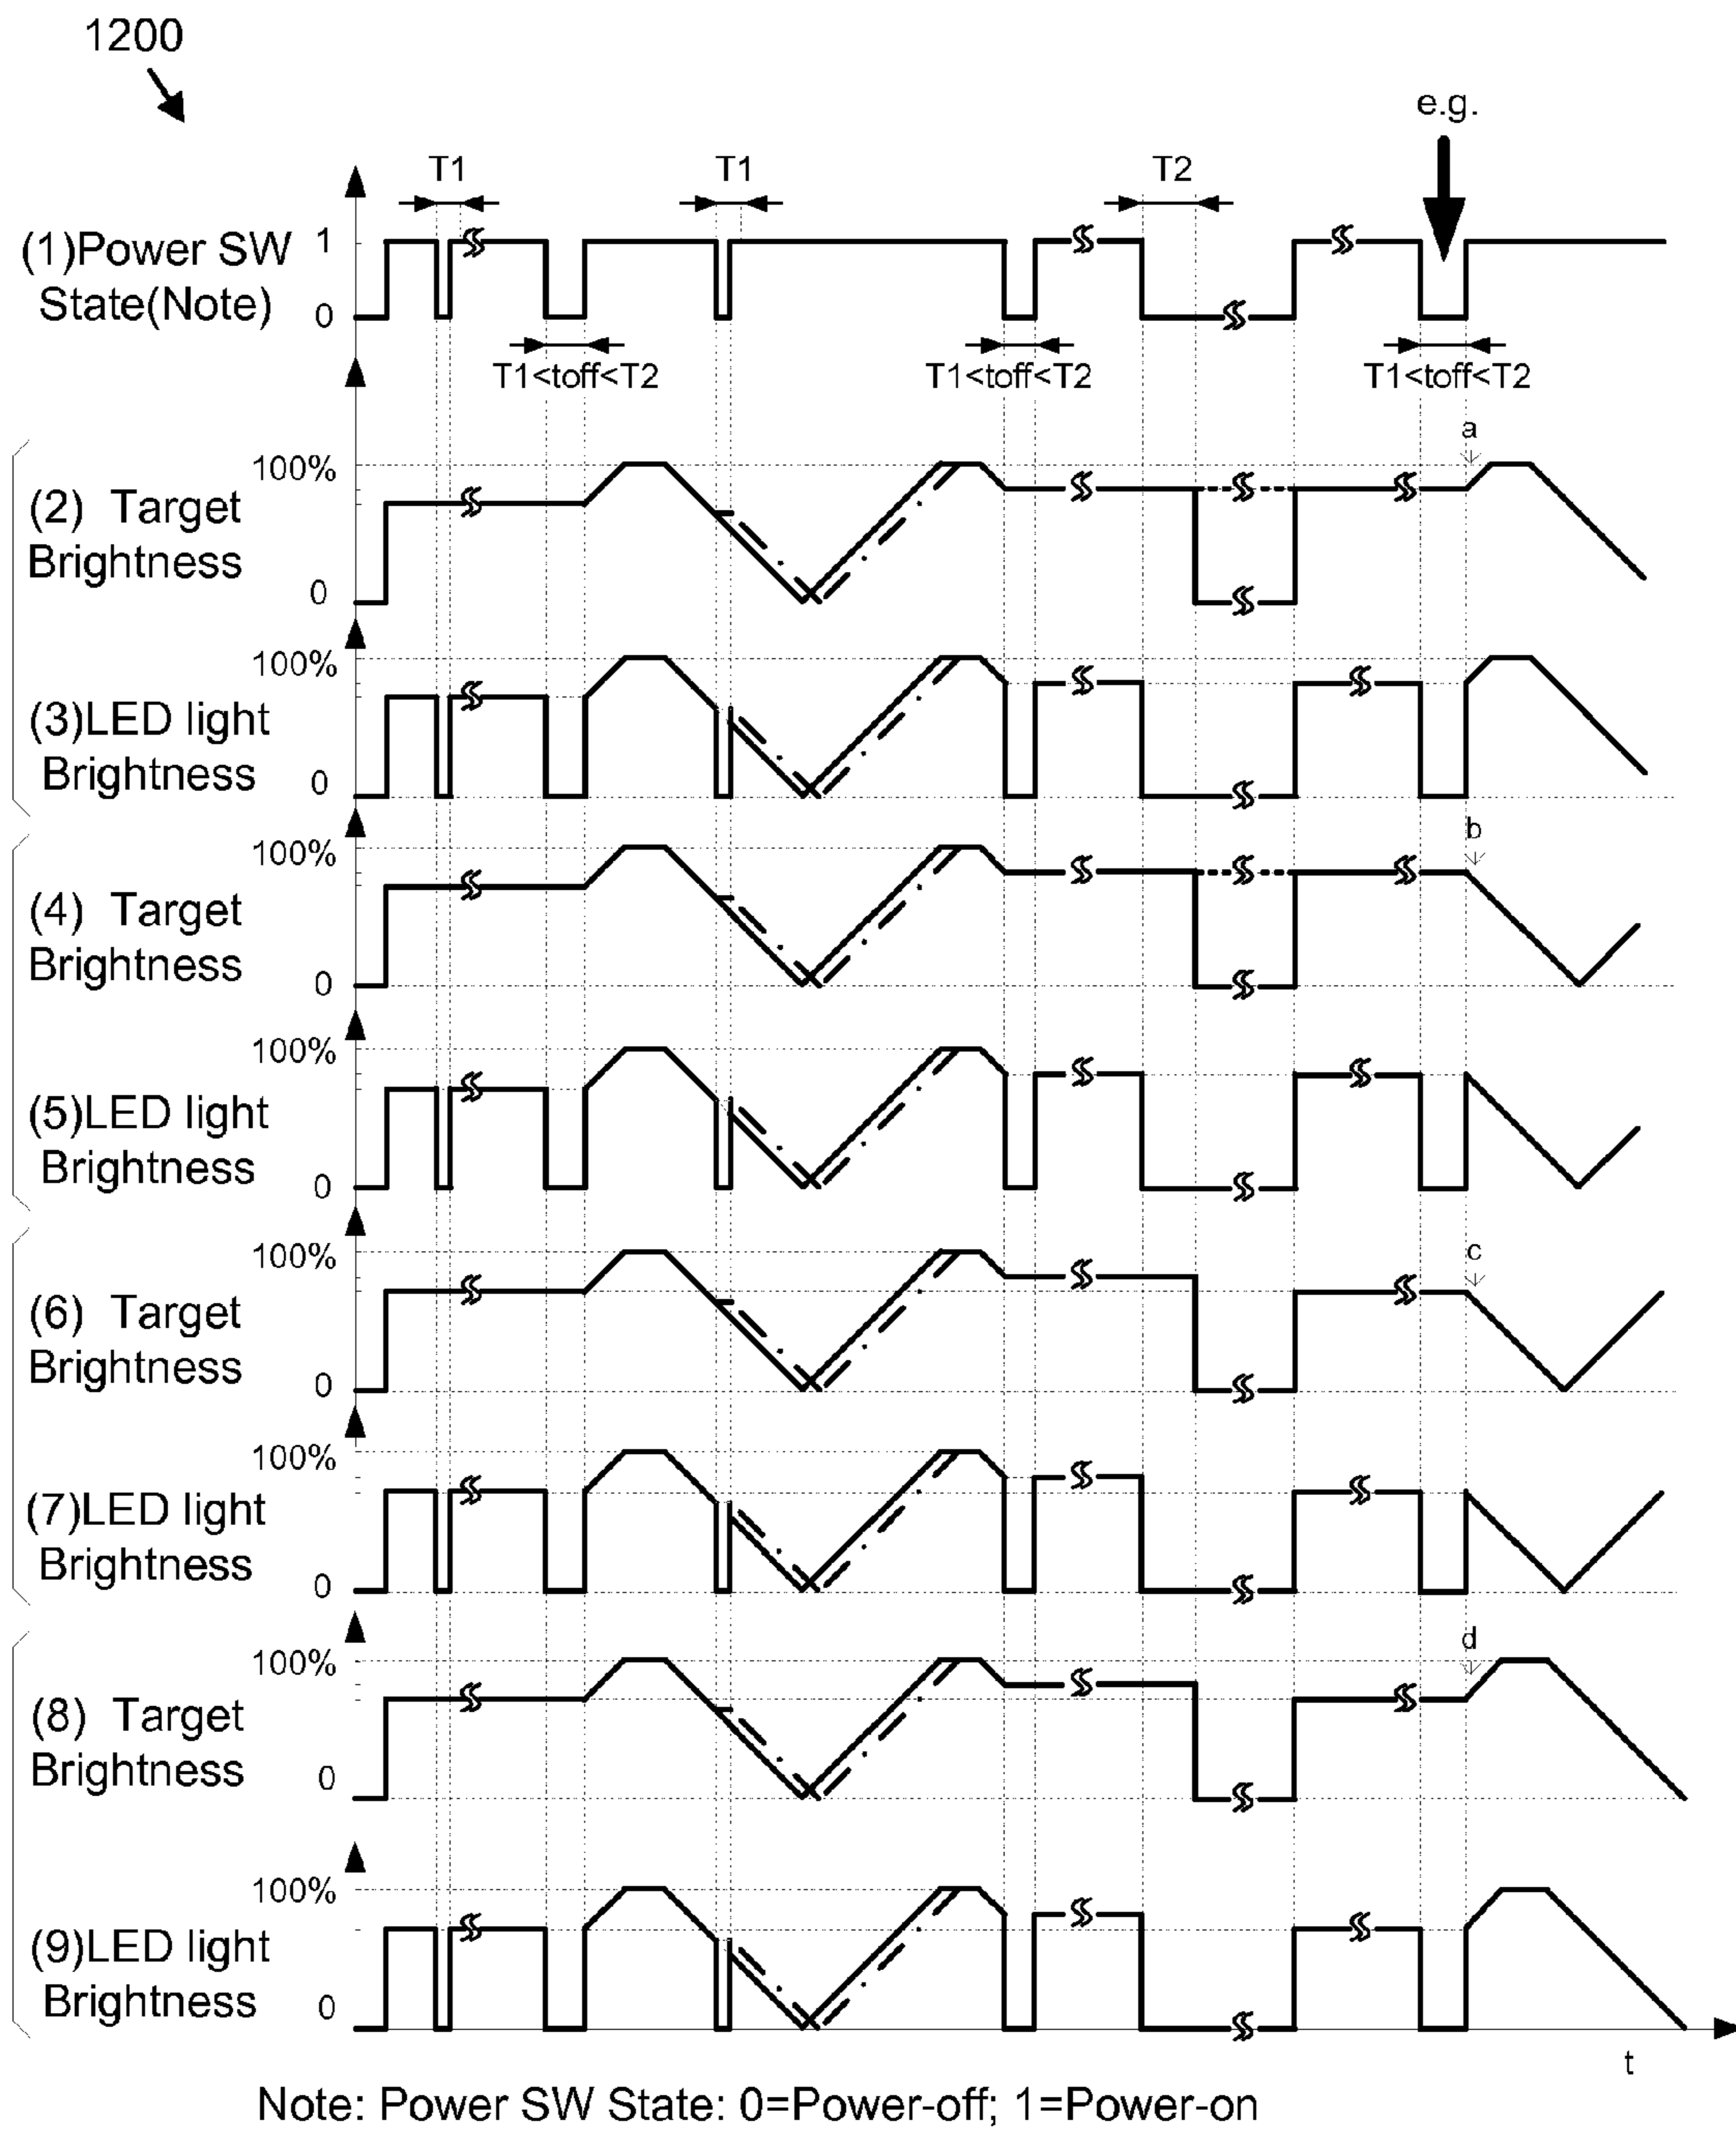 1200
e.g.
T1 T1 T2
(1)Power SW
State(Note)
1
0
T1<toff<T2 T1<toff<T2 T1<toff<T2
a
100%
(2) Target
Brightness
0
100%
(3)LED light
Brightness
0
b
100%
(4) Target
Brightness
0
100%
(5)LED light
Brightness
0
c
100%
(6) Target
Brightness
0
100%
(7)LED light
Brightness
0
d
100%
(8) Target
Brightness
0
100%
(9)LED light
Brightness
0
t
Note: Power SW State: 0=Power-off; 1=Power-on